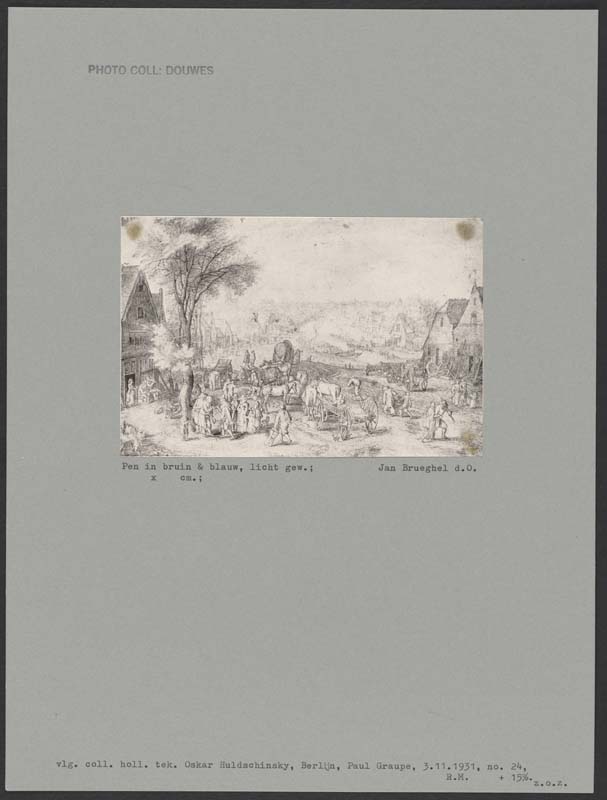 PHOTO COLL: DOUWES
Pen in bruin & blauw, licht gew.; Jan Brueghel d.O.
x cm.;
vlg. coll. holl. tek. Oskar Huldschinsky, Berlijn, Paul Graupe, 3.11.1931, no. 24,
R.M. + 15%.
z.o.z.